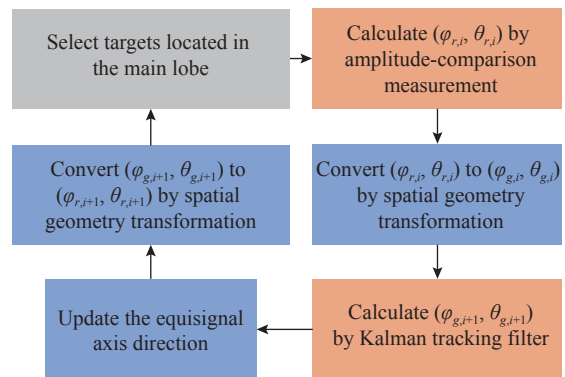 Select targets located in
the main lobe
Calculate (φr,i, θr,i) by
amplitude-comparison
measurement
Convert (φr,i, θr,i) to (φg,i, θg,i)
by spatial geometry
transformation
Calculate (φg,i+1, θg,i+1)
by Kalman tracking filter
Update the equisignal
axis direction
Convert (φg,i+1, θg,i+1) to
(φr,i+1, θr,i+1) by spatial
geometry transformation